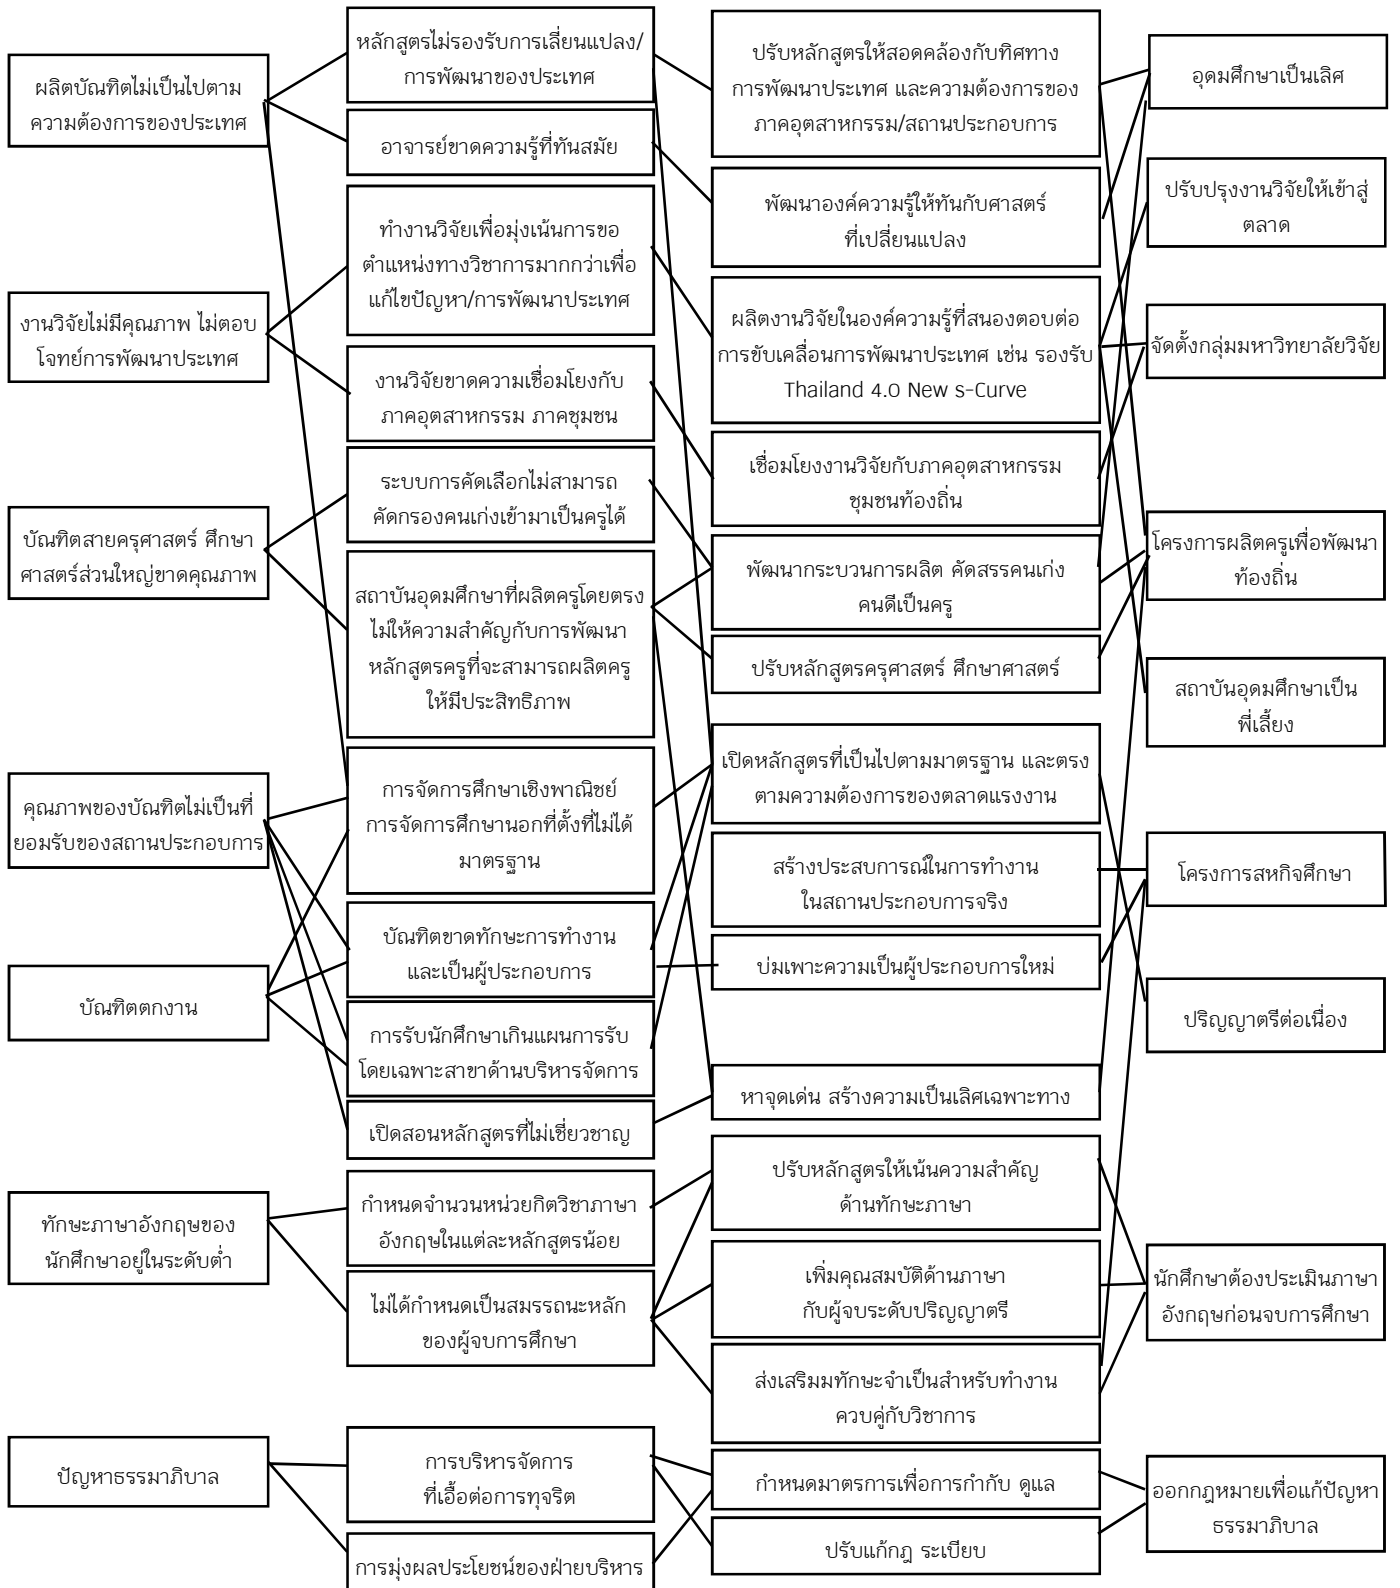 ผลิตบัณฑิตไม่เป็นไปตาม
ความต้องการของประเทศ
งานวิจัยไม่มีคุณภาพ ไม่ตอบ
โจทย์การพัฒนาประเทศ
บัณฑิตสายครุศาสตร์ ศึกษา
ศาสตร์ส่วนใหญ่ขาดคุณภาพ
คุณภาพของบัณฑิตไม่เป็นที่
ยอมรับของสถานประกอบการ
บัณฑิตตกงาน
ทักษะภาษาอังกฤษของ
นักศึกษาอยู่ในระดับต่ำ
ปัญหาธรรมาภิบาล
หลักสูตรไม่รองรับการเลี่ยนแปลง/
การพัฒนาของประเทศ
อาจารย์ขาดความรู้ที่ทันสมัย
ทำงานวิจัยเพื่อมุ่งเน้นการขอ
ตำแหน่งทางวิชาการมากกว่าเพื่อ
แก้ไขปัญหา/การพัฒนาประเทศ
งานวิจัยขาดความเชื่อมโยงกับ
ภาคอุตสาหกรรม ภาคชุมชน
ระบบการคัดเลือกไม่สามารถ
คัดกรองคนเก่งเข้ามาเป็นครูได้
สถาบันอุดมศึกษาที่ผลิตครูโดยตรง
ไม่ให้ความสำคัญกับการพัฒนา
หลักสูตรครูที่จะสามารถผลิตครู
ให้มีประสิทธิภาพ
การจัดการศึกษาเชิงพาณิชย์
การจัดการศึกษานอกที่ตั้งที่ไม่ได้
มาตรฐาน
บัณฑิตขาดทักษะการทำงาน
และเป็นผู้ประกอบการ
การรับนักศึกษาเกินแผนการรับ
โดยเฉพาะสาขาด้านบริหารจัดการ
เปิดสอนหลักสูตรที่ไม่เชี่ยวชาญ
กำหนดจำนวนหน่วยกิตวิชาภาษา
อังกฤษในแต่ละหลักสูตรน้อย
ไม่ได้กำหนดเป็นสมรรถนะหลัก
ของผู้จบการศึกษา
การบริหารจัดการ
ที่เอื้อต่อการทุจริต
การมุ่งผลประโยชน์ของฝ่ายบริหาร
ปรับหลักสูตรให้สอดคล้องกับทิศทาง
การพัฒนาประเทศ และความต้องการของ
ภาคอุตสาหกรรม/สถานประกอบการ
พัฒนาองค์ความรู้ให้ทันกับศาสตร์
ที่เปลี่ยนแปลง
ผลิตงานวิจัยในองค์ความรู้ที่สนองตอบต่อ
การขับเคลื่อนการพัฒนาประเทศ เช่น รองรับ
Thailand 4.0 New s-Curve
เชื่อมโยงงานวิจัยกับภาคอุตสาหกรรม
ชุมชนท้องถิ่น
พัฒนากระบวนการผลิต คัดสรรคนเก่ง
คนดีเป็นครู
ปรับหลักสูตรครุศาสตร์ ศึกษาศาสตร์
เปิดหลักสูตรที่เป็นไปตามมาตรฐาน และตรง
ตามความต้องการของตลาดแรงงาน
สร้างประสบการณ์ในการทำงาน
ในสถานประกอบการจริง
บ่มเพาะความเป็นผู้ประกอบการใหม่
หาจุดเด่น สร้างความเป็นเลิศเฉพาะทาง
ปรับหลักสูตรให้เน้นความสำคัญ
ด้านทักษะภาษา
เพิ่มคุณสมบัติด้านภาษา
กับผู้จบระดับปริญญาตรี
ส่งเสริมมทักษะจำเป็นสำหรับทำงาน
ควบคู่กับวิชาการ
กำหนดมาตรการเพื่อการกำกับ ดูแล
ปรับแก้กฎ ระเบียบ
อุดมศึกษาเป็นเลิศ
ปรับปรุงงานวิจัยให้เข้าสู่
ตลาด
จัดตั้งกลุ่มมหาวิทยาลัยวิจัย
โครงการผลิตครูเพื่อพัฒนา
ท้องถิ่น
สถาบันอุดมศึกษาเป็น
พี่เลี้ยง
โครงการสหกิจศึกษา
ปริญญาตรีต่อเนื่อง
นักศึกษาต้องประเมินภาษา
อังกฤษก่อนจบการศึกษา
ออกกฎหมายเพื่อแก้ปัญหา
ธรรมาภิบาล